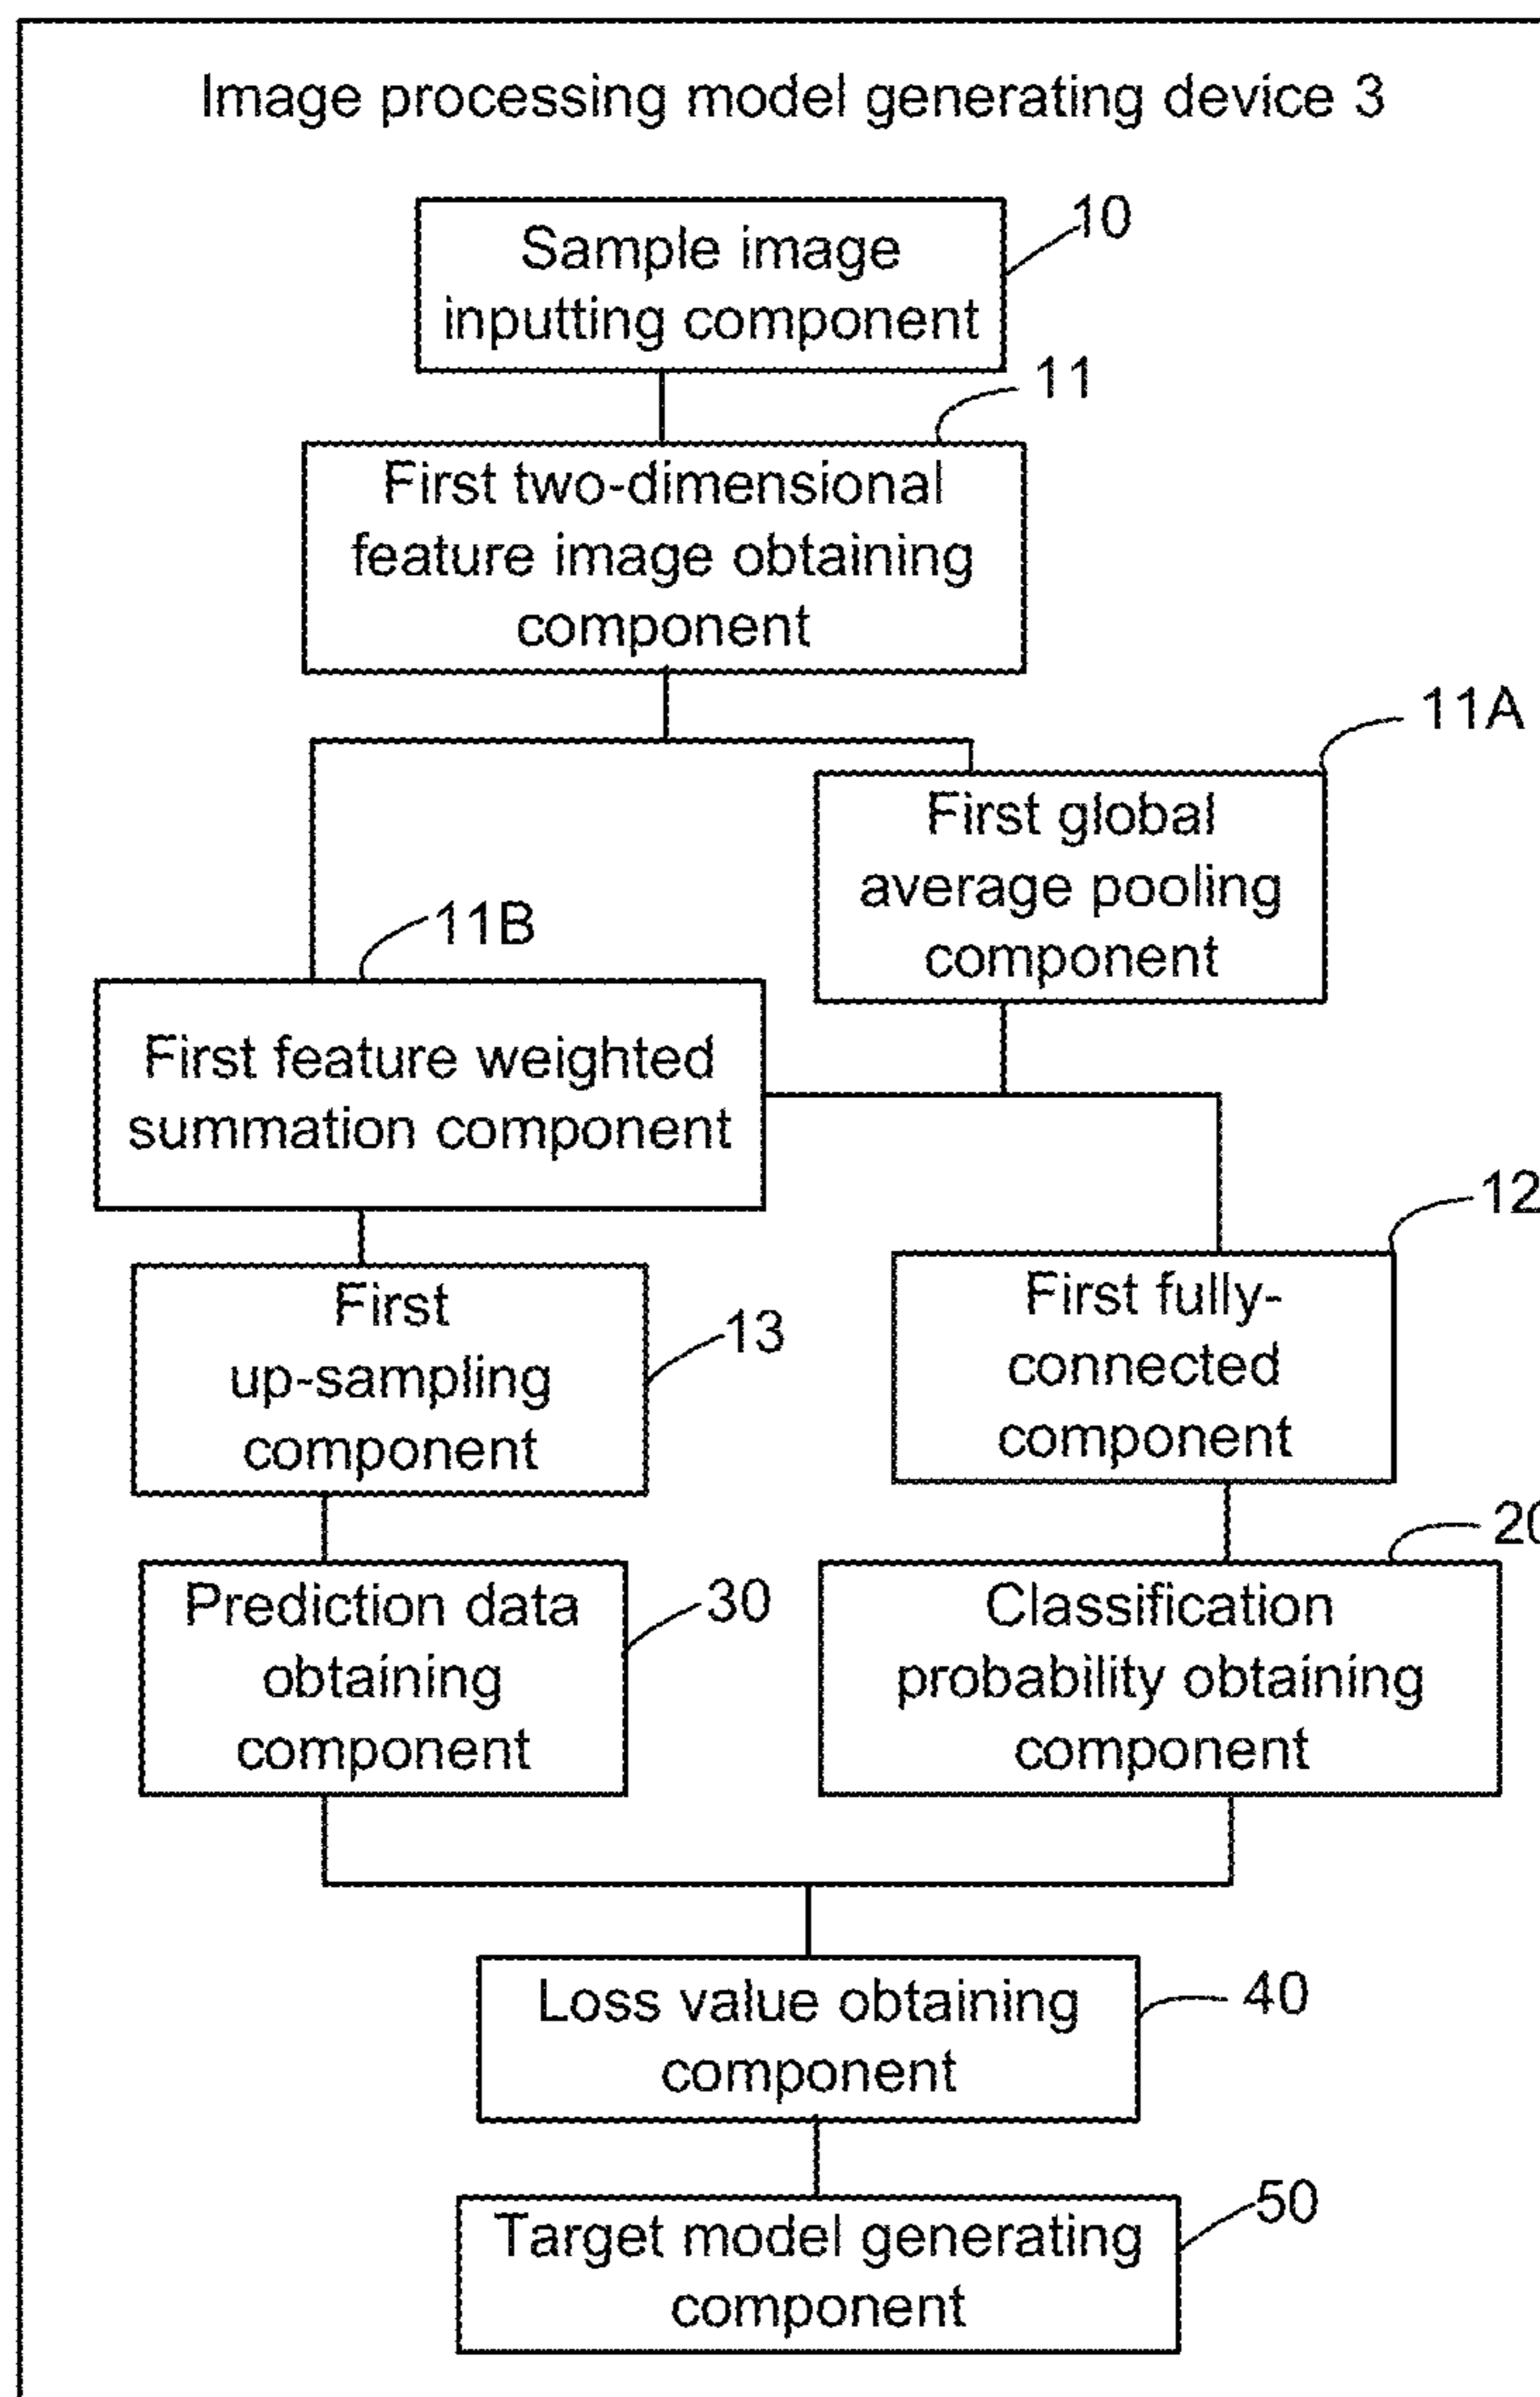 Image processing model generating device 3
10
Sample image
inputting component
11
First two-dimensional
feature image obtaining
component
11A
First global
average pooling
component
11B
First feature weighted
summation component
12
First
up-sampling
component
13
First fully-
connected
component
20
Prediction data
obtaining
component
30
Classification
probability obtaining
component
Loss value obtaining
component
40
Target model generating
component
50